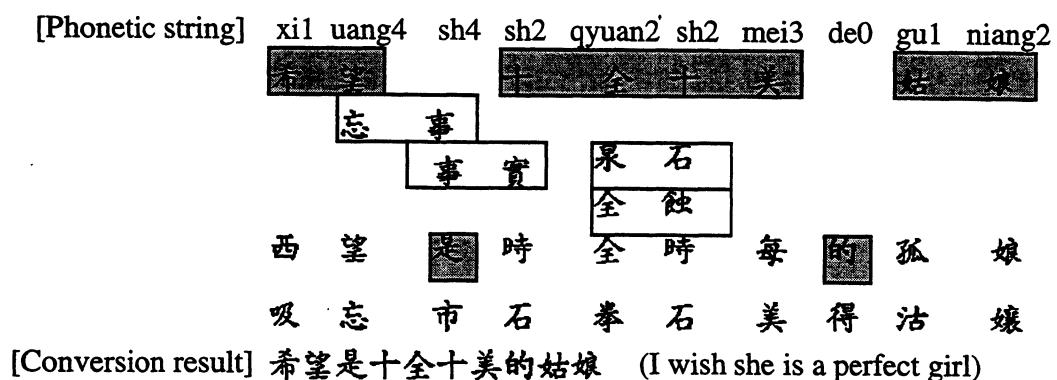 [Phonetic string] xi1 uang4 sh4 sh2 qyuan2' sh2 mei3 de0 gu1 niang2
希望 十全十美 姑娘
忘事
事實 泉石
全蝕
西 望 是 時 全 時 每 的 孤 娘
吸 忘 市 石 拳 石 美 得 沽 孃
[Conversion result] 希望是十全十美的姑娘 (I wish she is a perfect girl)